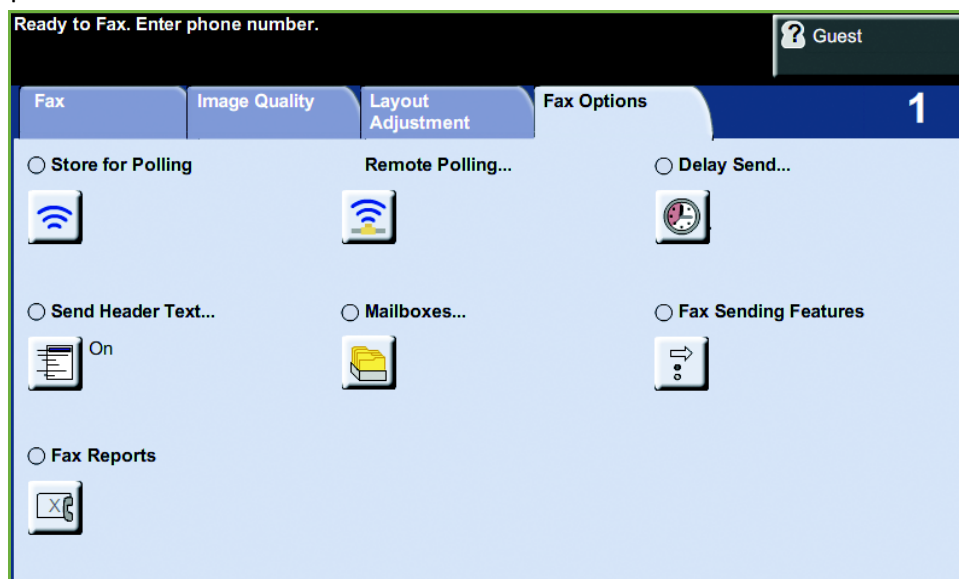 Ready to Fax. Enter phone number.
Guest
Fax
Image Quality
Layout
Adjustment
Fax Options
1
Store for Polling
Remote Polling...
Delay Send...
Send Header Text...
On
Mailboxes...
Fax Sending Features
Fax Reports
X